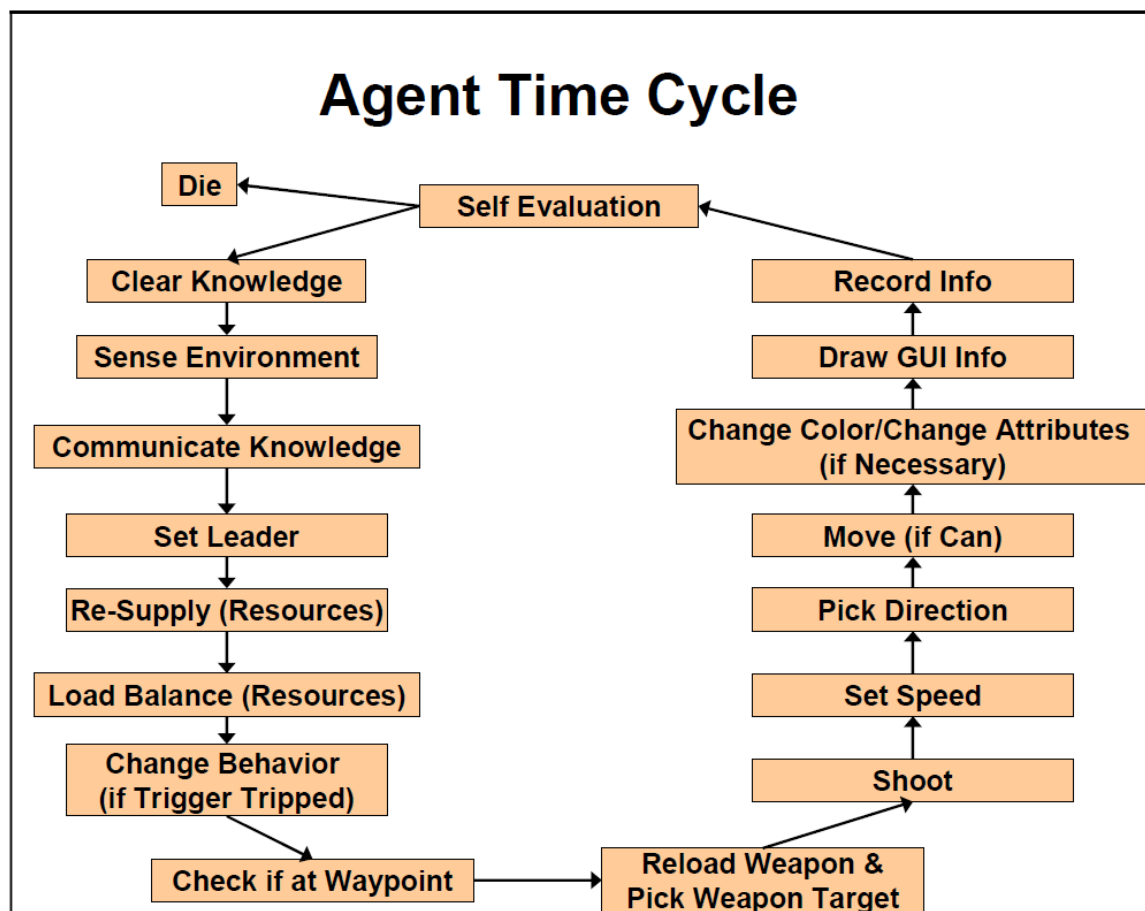 Agent Time Cycle
Die
Self Evaluation
Clear Knowledge
Sense Environment
Communicate Knowledge
Set Leader
Re-Supply (Resources)
Load Balance (Resources)
Change Behavior
(if Trigger Tripped)
Check if at Waypoint
Reload Weapon &
Pick Weapon Target
Shoot
Set Speed
Pick Direction
Move (if Can)
Change Color/Change Attributes
(if Necessary)
Draw GUI Info
Record Info